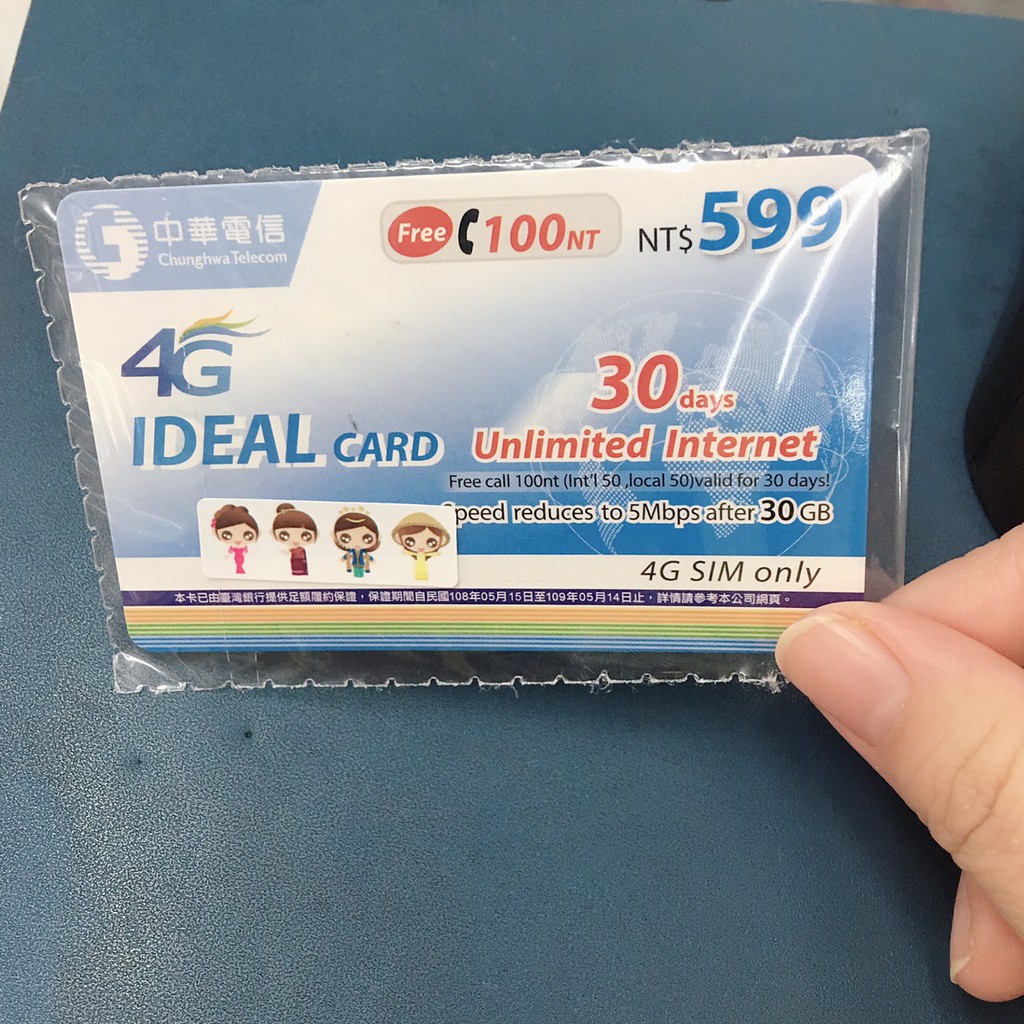 中華電信
Chunghwa Telecom
Free 100NT
NT$599
4G
IDEAL CARD
30days
Unlimited Internet
Free call 100nt (Int'l 50 ,local 50)valid for 30 days!
Speed reduces to 5Mbps after 30 GB
4G SIM only
本卡已由臺灣銀行提供足額履約保證，保證期間自民國108年05月15日至109年05月14日止，詳情請參考本公司網頁。